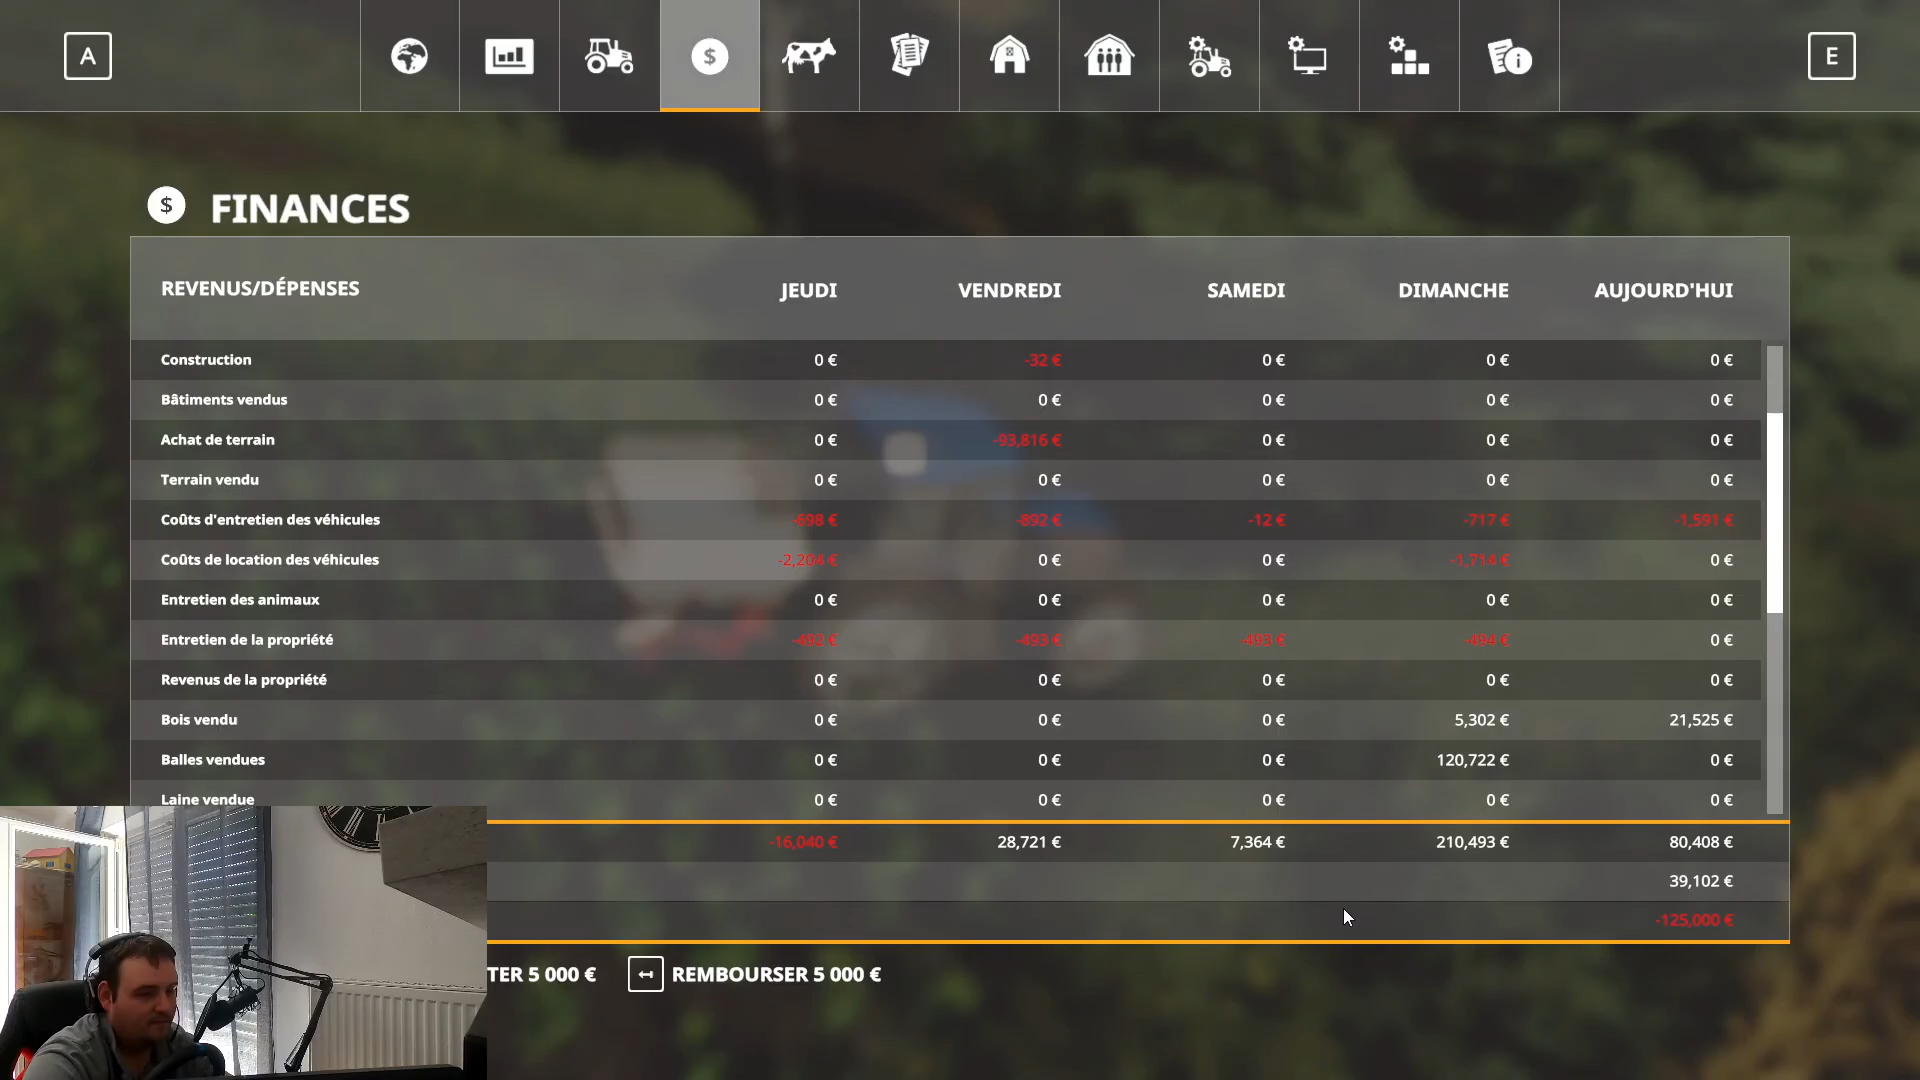 A
E
$ FINANCES
REVENUS/DÉPENSES JEUDI VENDREDI SAMEDI DIMANCHE AUJOURD'HUI
Construction 0 € -32 € 0 € 0 € 0 €
Bâtiments vendus 0 € 0 € 0 € 0 € 0 €
Achat de terrain 0 € -93,816 € 0 € 0 € 0 €
Terrain vendu 0 € 0 € 0 € 0 € 0 €
Coûts d'entretien des véhicules -698 € -892 € -12 € -717 € -1,591 €
Coûts de location des véhicules -2,204 € 0 € 0 € -1,714 € 0 €
Entretien des animaux 0 € 0 € 0 € 0 € 0 €
Entretien de la propriété -492 € -493 € -493 € -494 € 0 €
Revenus de la propriété 0 € 0 € 0 € 0 € 0 €
Bois vendu 0 € 0 € 0 € 5,302 € 21,525 €
Balles vendues 0 € 0 € 0 € 120,722 € 0 €
Laine vendue 0 € 0 € 0 € 0 € 0 €
-16,040 € 28,721 € 7,364 € 210,493 € 80,408 €
39,102 €
-125,000 €
TER 5 000 € REMBOURSER 5 000 €